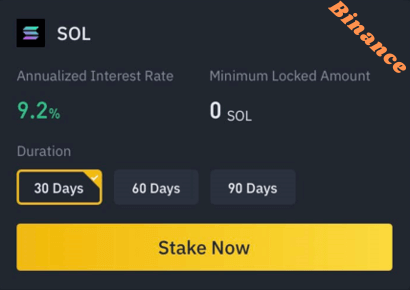 Binance
SOL
Annualized Interest Rate
Minimum Locked Amount
9.2%
0 SOL
Duration
30 Days
60 Days
90 Days
Stake Now